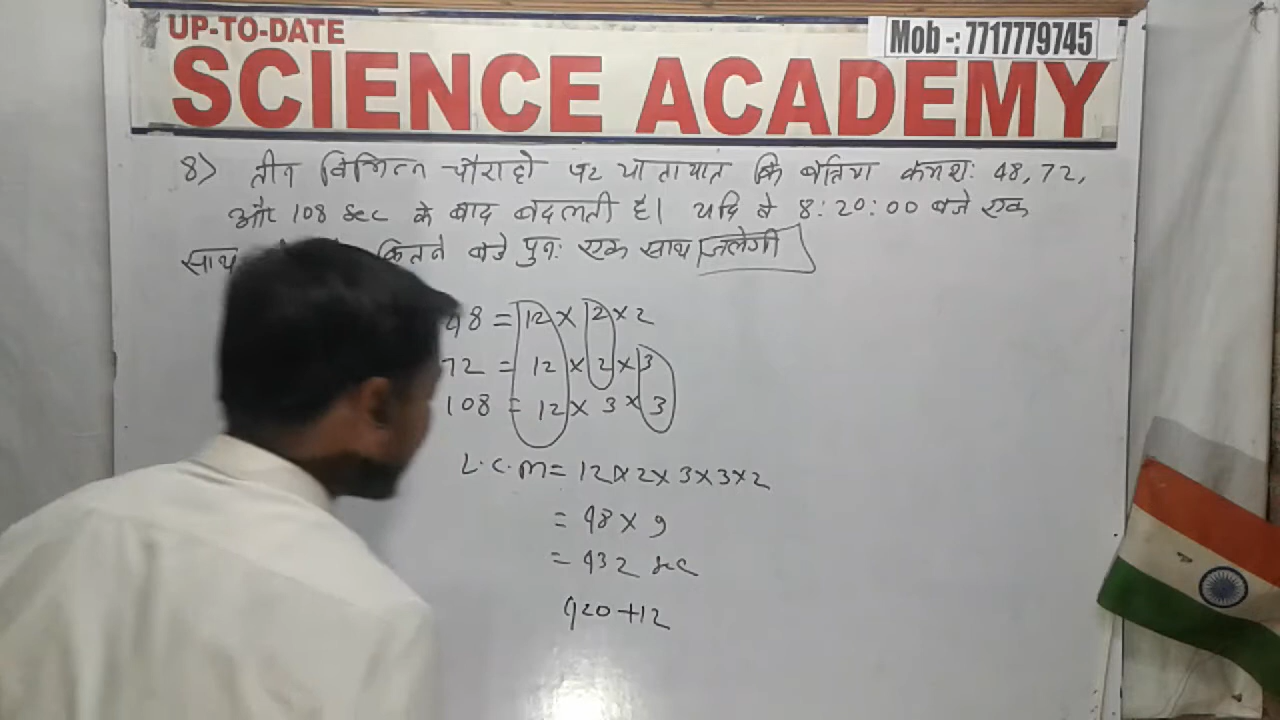 UP-TO-DATE
Mob -: 7717779745
SCIENCE ACADEMY
8) तीन विभिन्न चौराहो पर यातायात कि बतिया क्रमश: 48, 72,
और 108 sec के बाद बदलती है। यदि वे 8:20:00 बजे एक
साथ कितने बजे पुन: एक साथ जलेगी
48 = 12 × 2 × 2
72 = 12 × 2 × 3
108 = 12 × 3 × 3
L.C.M = 12 × 2 × 3 × 3 × 2
= 48 × 9
= 432 sec
420 + 12